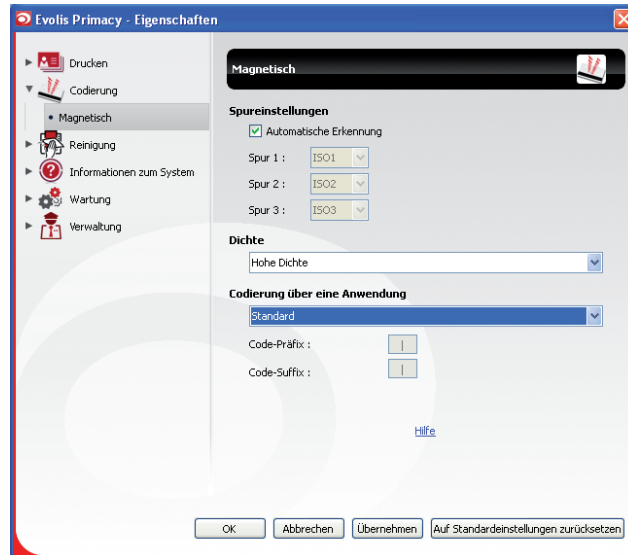 Evolis Primacy - Eigenschaften
Drucken
Codierung
• Magnetisch
Reinigung
Informationen zum System
Wartung
Verwaltung
Magnetisch
Spureinstellungen
Automatische Erkennung
Spur 1 : ISO1
Spur 2 : ISO2
Spur 3 : ISO3
Dichte
Hohe Dichte
Codierung über eine Anwendung
Standard
Code-Präfix : |
Code-Suffix : |
Hilfe
OK Abbrechen Übernehmen Auf Standardeinstellungen zurücksetzen